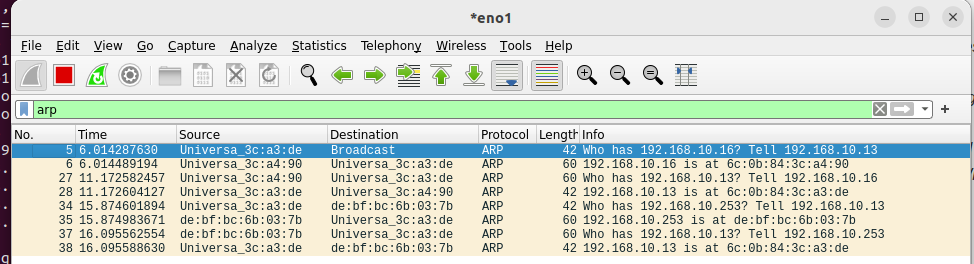 *eno1
File Edit View Go Capture Analyze Statistics Telephony Wireless Tools Help
arp
No. Time Source Destination Protocol Length Info
5 6.014287630 Universa_3c:a3:de Broadcast ARP 42 Who has 192.168.10.16? Tell 192.168.10.13
6 6.014489194 Universa_3c:a4:90 Universa_3c:a3:de ARP 60 192.168.10.16 is at 6c:0b:84:3c:a4:90
27 11.172582457 Universa_3c:a4:90 Universa_3c:a3:de ARP 60 Who has 192.168.10.13? Tell 192.168.10.16
28 11.172604127 Universa_3c:a3:de Universa_3c:a4:90 ARP 42 192.168.10.13 is at 6c:0b:84:3c:a3:de
34 15.874601894 Universa_3c:a3:de de:bf:bc:6b:03:7b ARP 42 Who has 192.168.10.253? Tell 192.168.10.13
35 15.874983671 de:bf:bc:6b:03:7b Universa_3c:a3:de ARP 60 192.168.10.253 is at de:bf:bc:6b:03:7b
37 16.095562554 de:bf:bc:6b:03:7b Universa_3c:a3:de ARP 60 Who has 192.168.10.13? Tell 192.168.10.253
38 16.095588630 Universa_3c:a3:de de:bf:bc:6b:03:7b ARP 42 192.168.10.13 is at 6c:0b:84:3c:a3:de